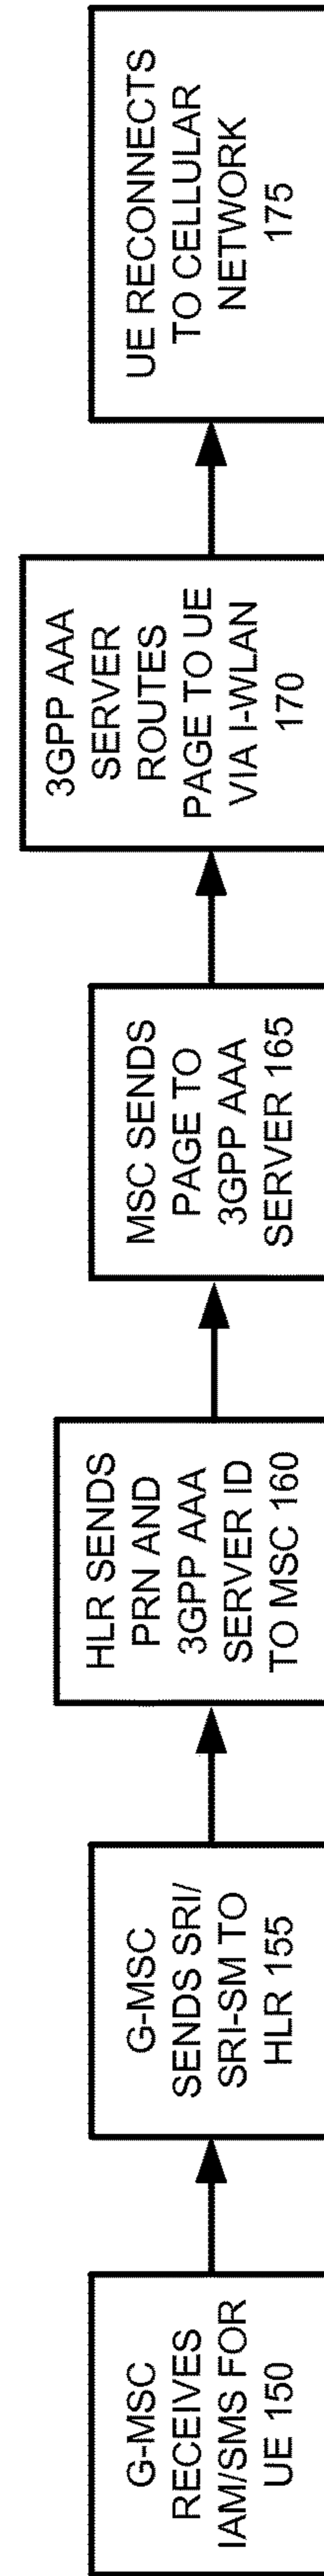 G-MSC
RECEIVES
IAM/SMS FOR
UE 150
G-MSC
SENDS SRI/
SRI-SM TO
HLR 155
HLR SENDS
PRN AND
3GPP AAA
SERVER ID
TO MSC 160
MSC SENDS
PAGE TO
3GPP AAA
SERVER 165
3GPP AAA
SERVER
ROUTES
PAGE TO UE
VIA I-WLAN
170
UE RECONNECTS
TO CELLULAR
NETWORK
175